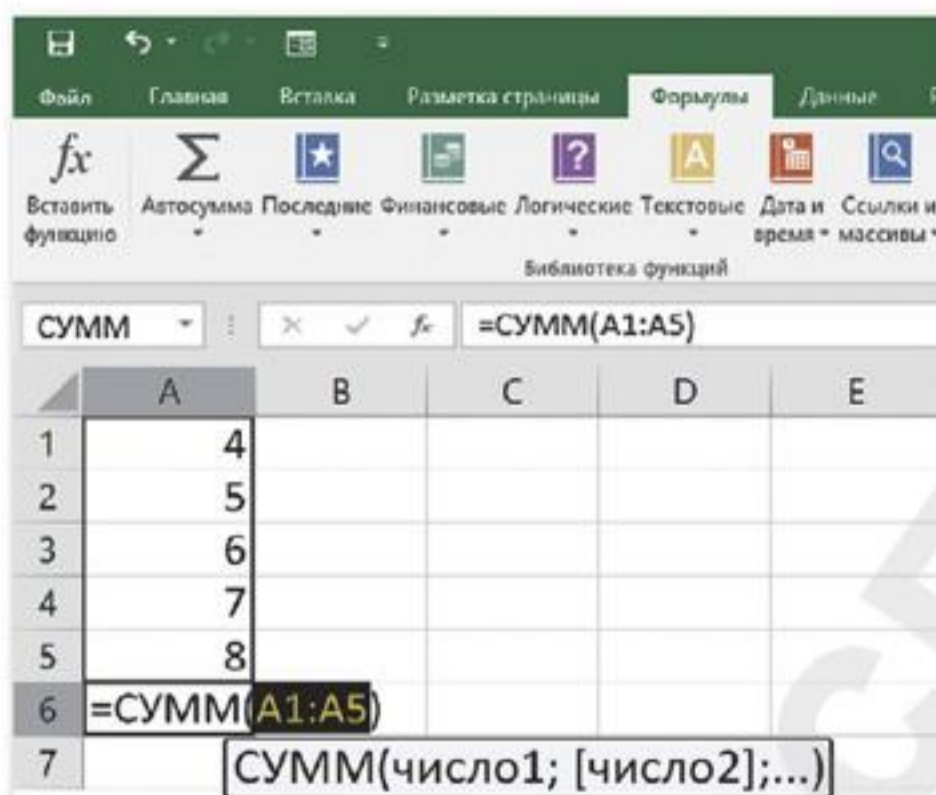 Файл Главная Вставка Разметка страницы Формулы Данные
fx Σ ? A
Вставить Автосумма Последние Финансовые Логические Текстовые Дата и Ссылки и
функцию время массивы
Библиотека функций
СУММ fx =СУММ(A1:A5)
A B C D E
1 4
2 5
3 6
4 7
5 8
6 =СУММ(A1:A5)
7 СУММ(число1; [число2];...)